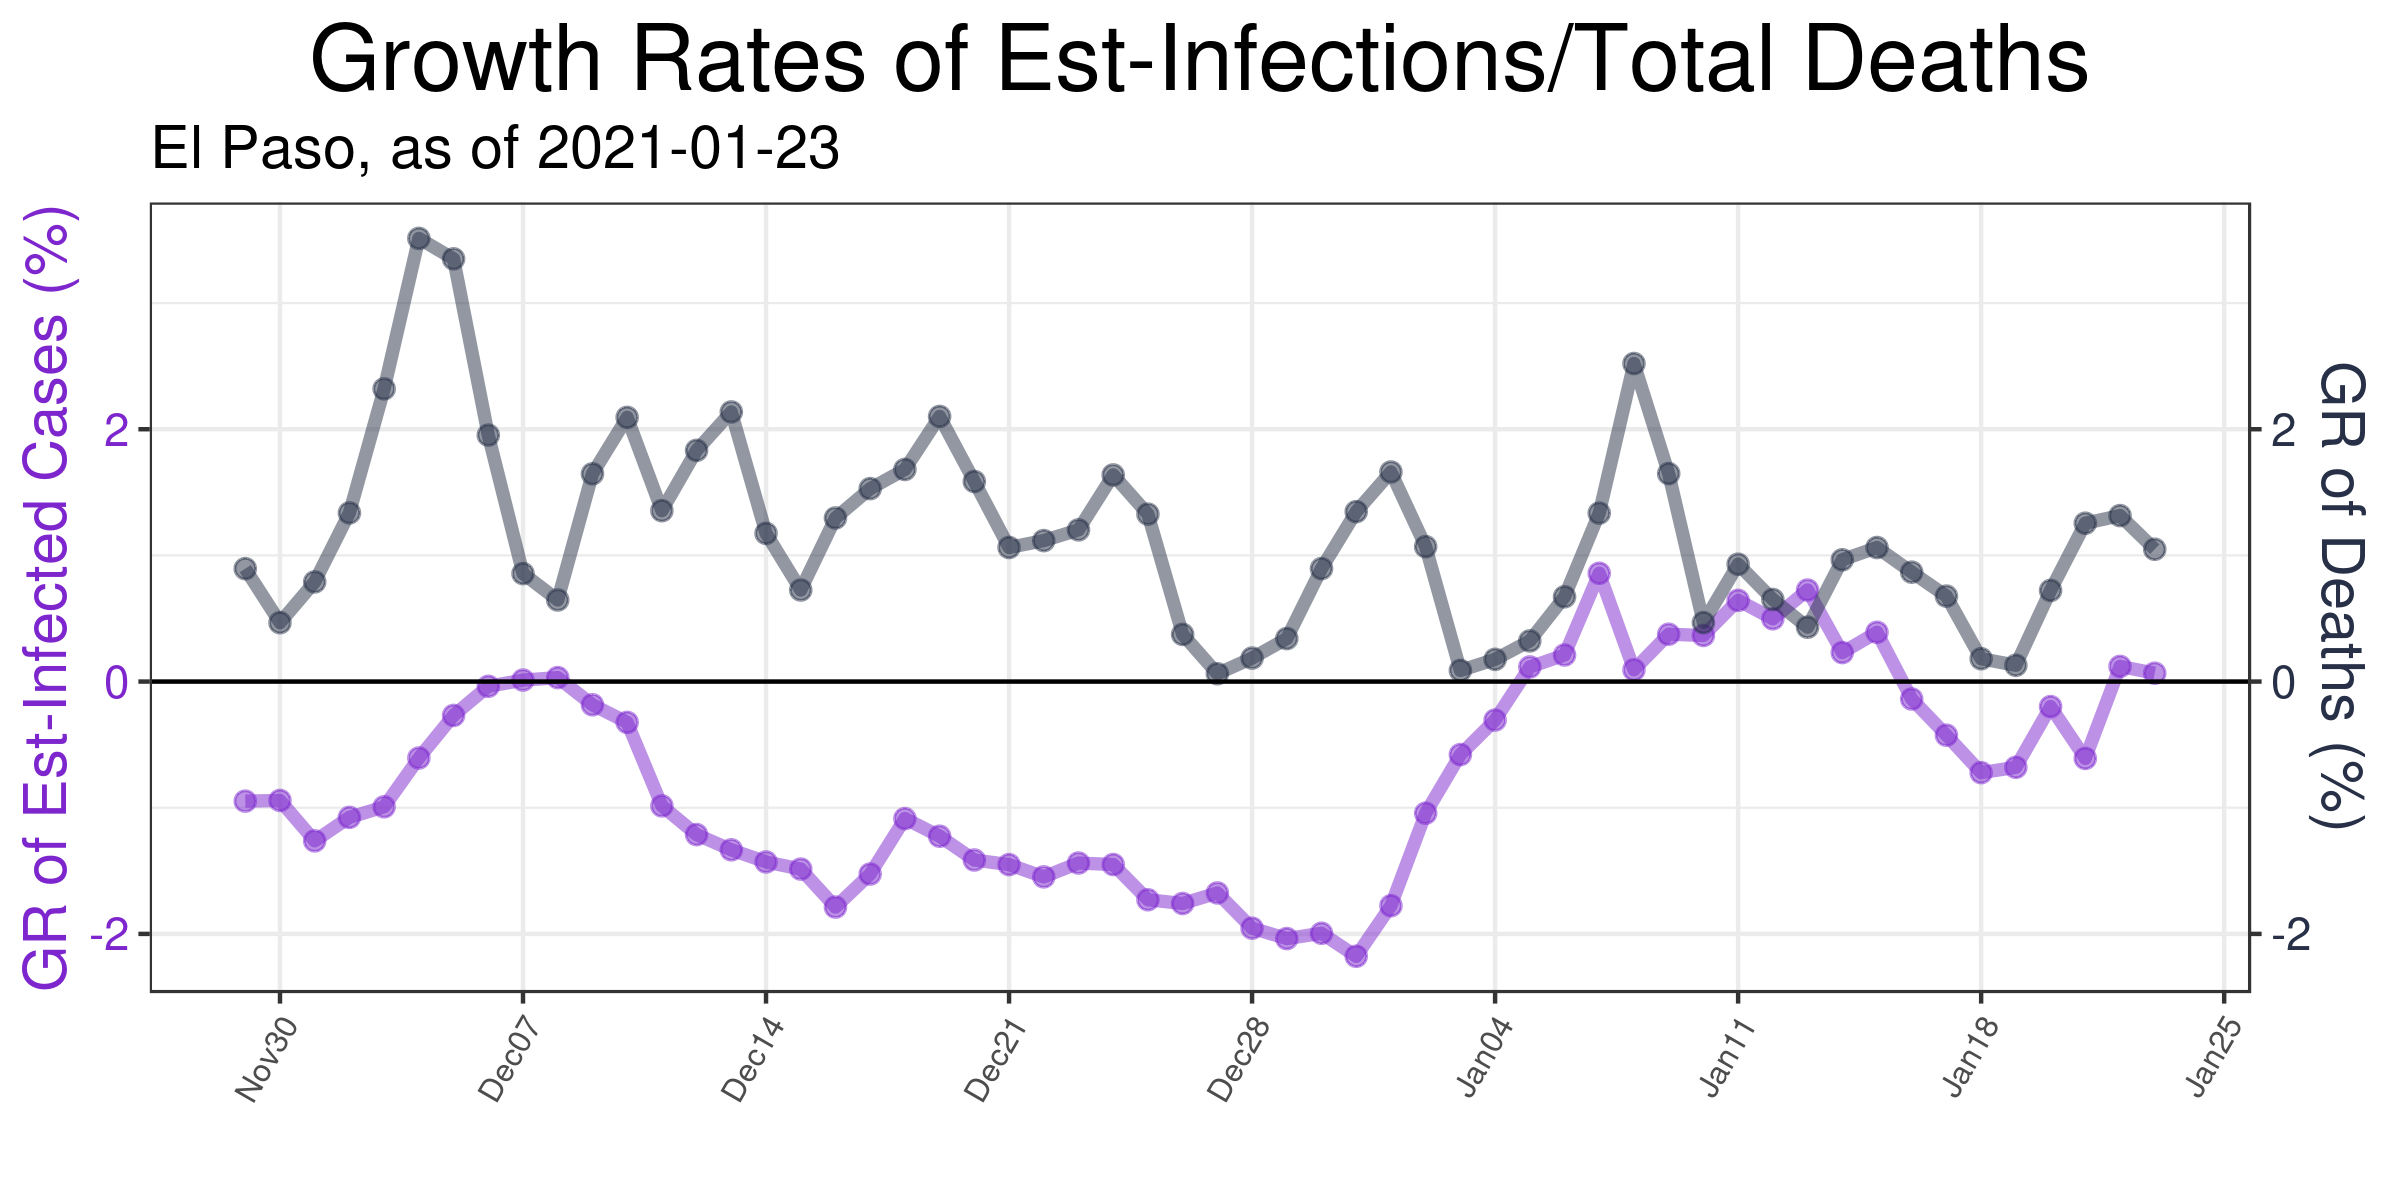 Growth Rates of Est-Infections/Total Deaths
El Paso, as of 2021-01-23
GR of Est-Infected Cases (%)
2
0
-2
GR of Deaths (%)
2
0
-2
Nov30
Dec07
Dec14
Dec21
Dec28
Jan04
Jan11
Jan18
Jan25